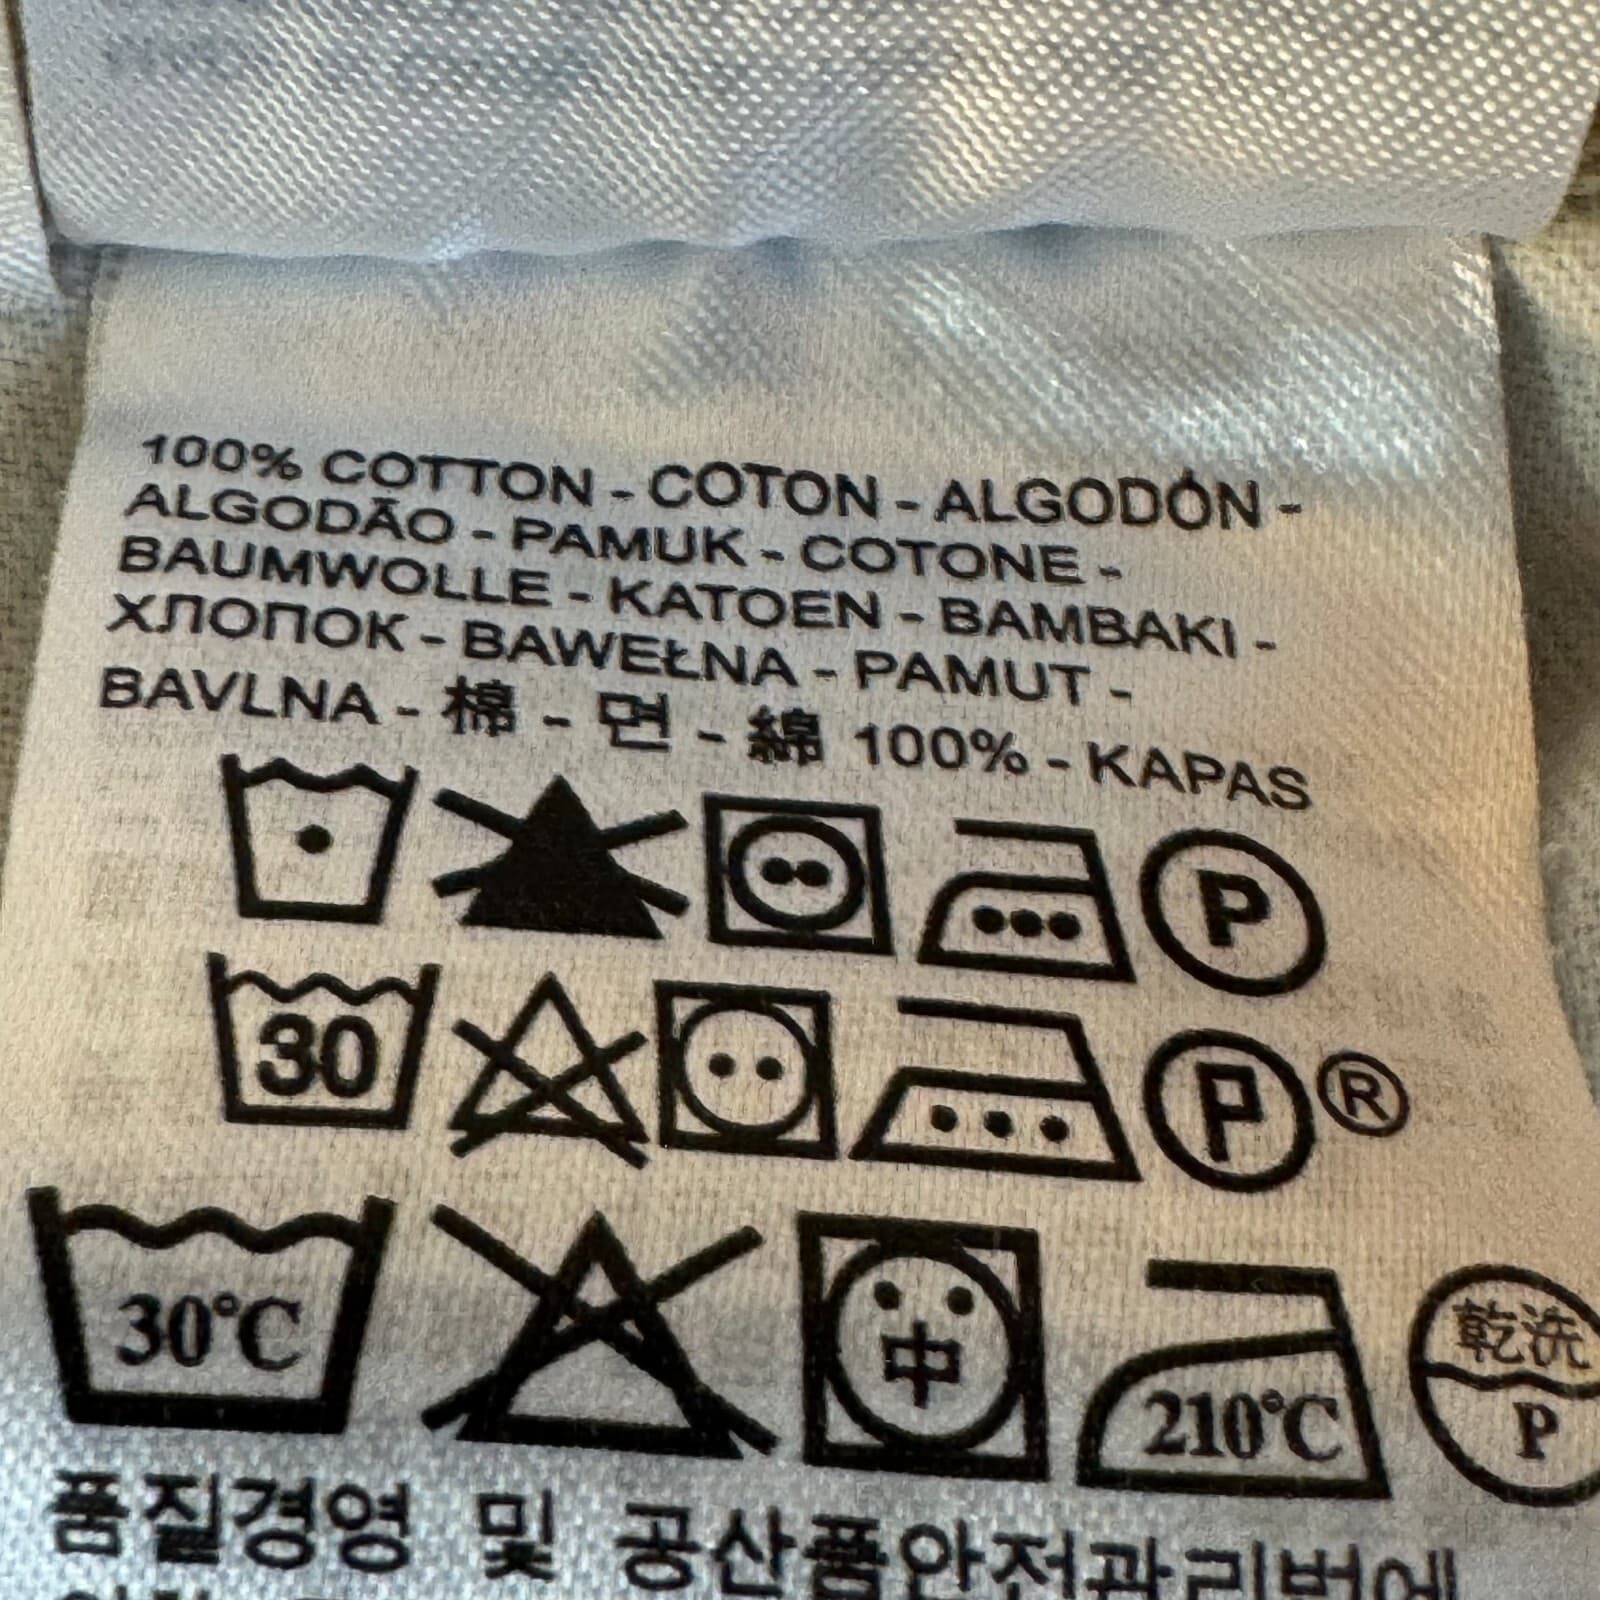 100% COTTON - COTON - ALGODÓN -
ALGODÃO - PAMUK - COTONE -
BAUMWOLLE - KATOEN - BAMBAKI -
ХЛОПОК - BAWEŁNA - PAMUT -
BAVLNA - 棉 - 면 - 綿 100% - KAPAS
P
30 P ®
30°C 中 210°C 乾洗 P
품질경영 및 공산품안전관리법에